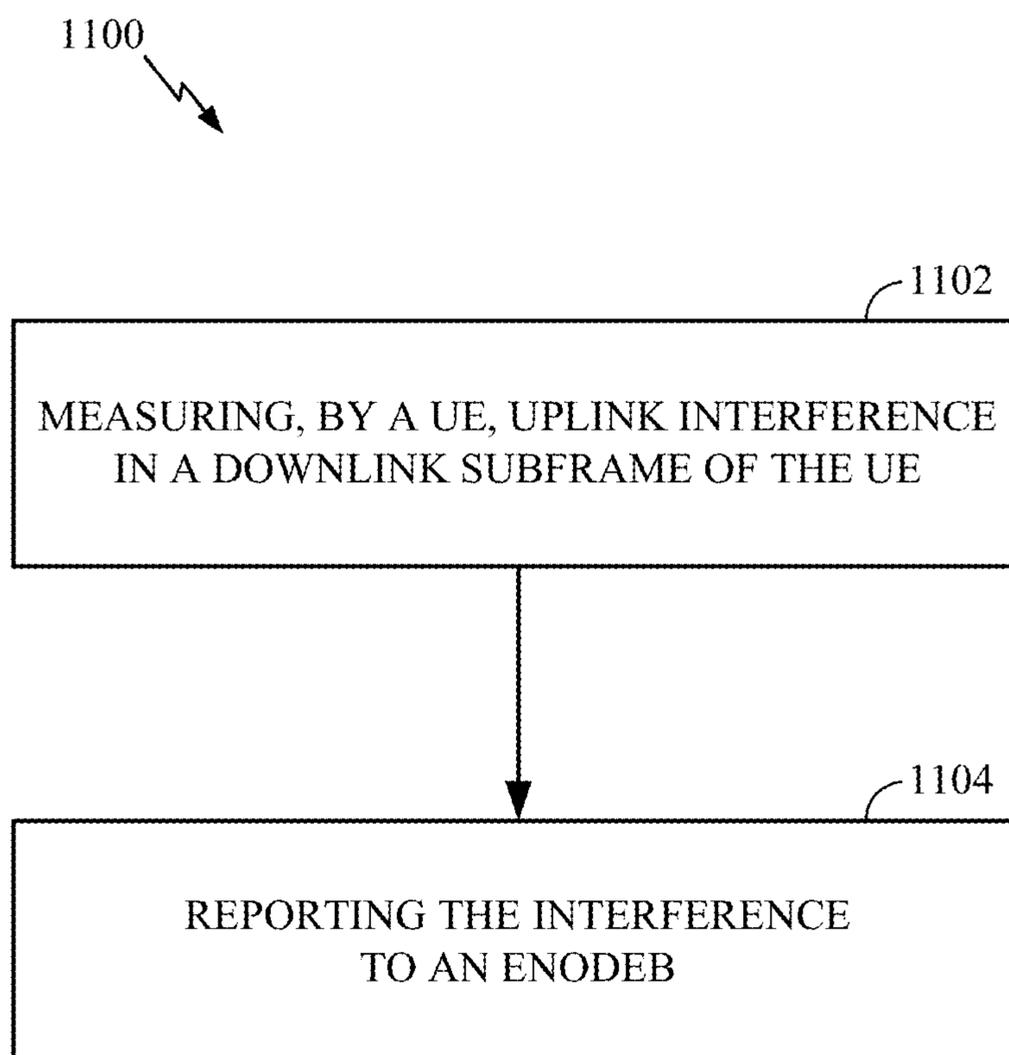 1100
1102
MEASURING, BY A UE, UPLINK INTERFERENCE
IN A DOWNLINK SUBFRAME OF THE UE
1104
REPORTING THE INTERFERENCE
TO AN ENODEB